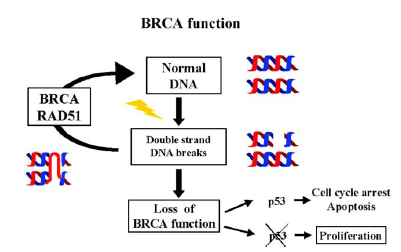 BRCA function
Normal
DNA
BRCA
RAD51
Double strand
DNA breaks
Loss of
BRCA function
p53
Cell cycle arrest
Apoptosis
p53
Proliferation